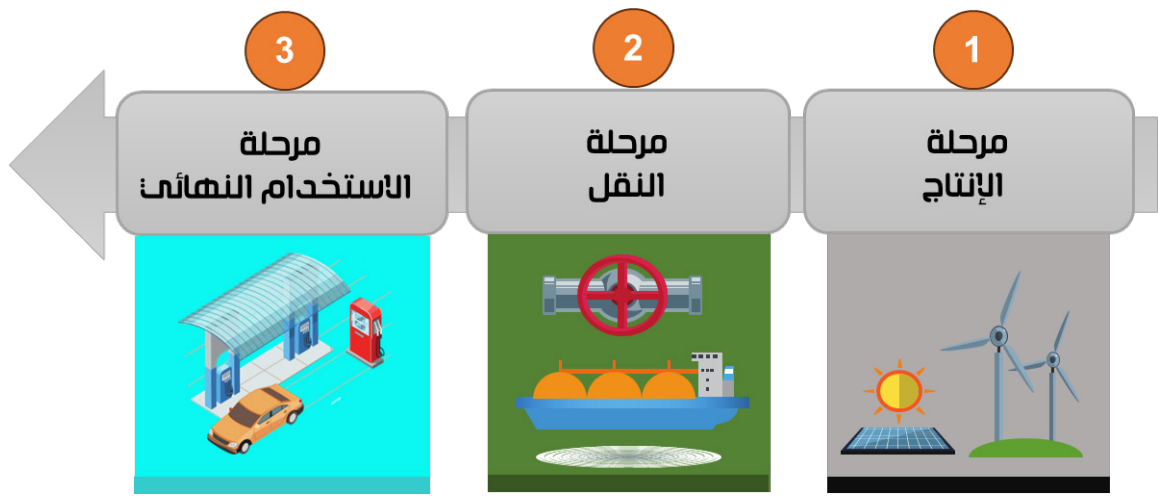 1
مرحلة
الإنتاج
2
مرحلة
النقل
3
مرحلة
الاستخدام النهائي